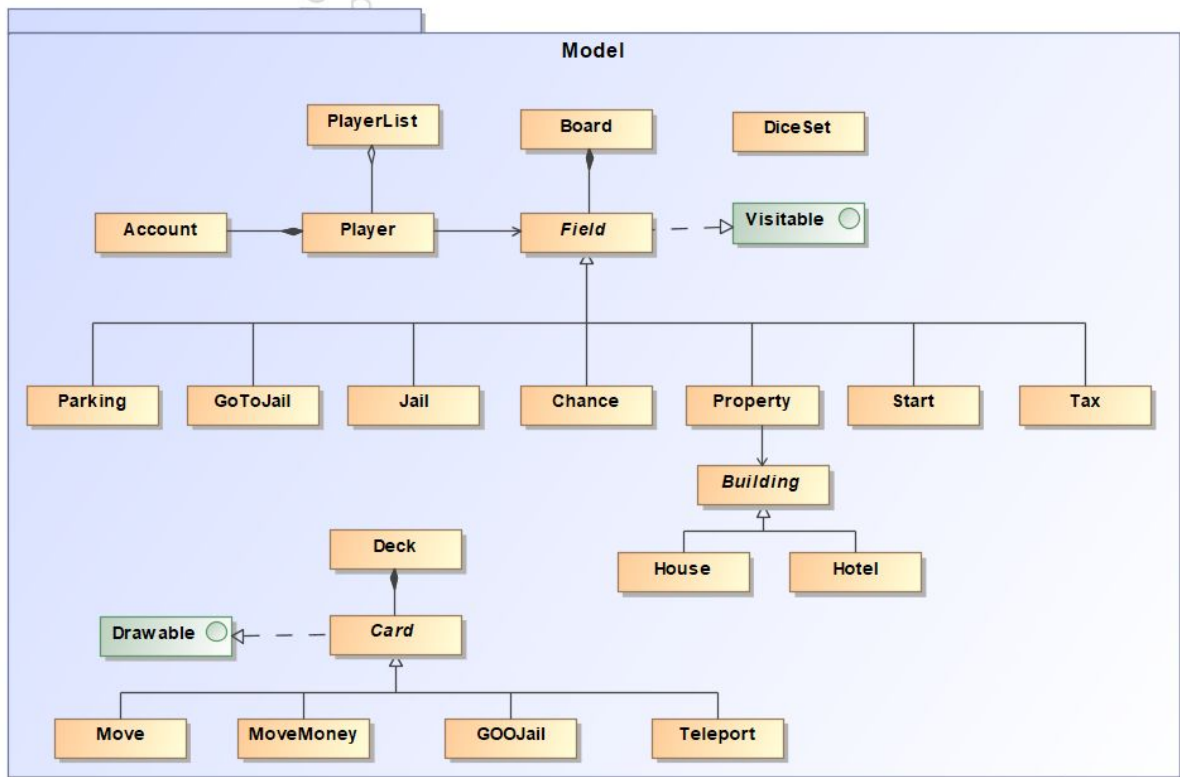 Model
PlayerList
Board
DiceSet
Account
Player
Field
Visitable
Parking
GoToJail
Jail
Chance
Property
Start
Tax
Building
House
Hotel
Deck
Drawable
Card
Move
MoveMoney
GOOJail
Teleport